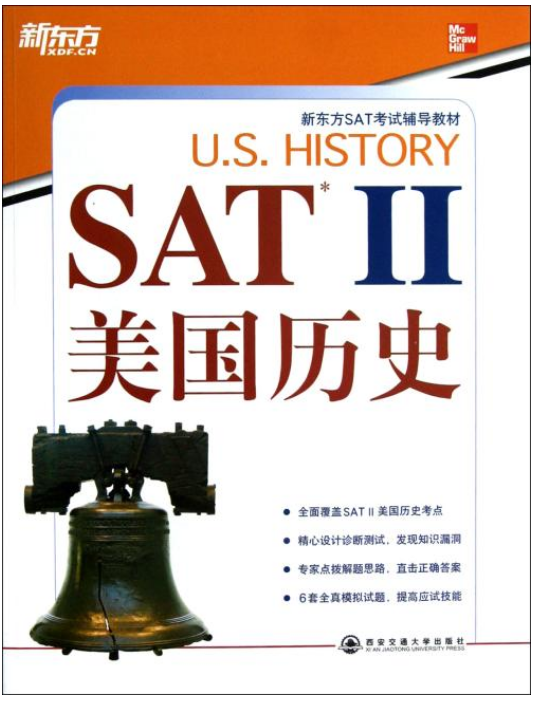 新东方
XDF.CN
Mc
Graw
Hill
新东方SAT考试辅导教材
U.S. HISTORY
SAT* II
美国历史
● 全面覆盖SAT II 美国历史考点
● 精心设计诊断测试，发现知识漏洞
● 专家点拨解题思路，直击正确答案
● 6套全真模拟试题，提高应试技能
西安交通大学出版社
XI'AN JIAOTONG UNIVERSITY PRESS